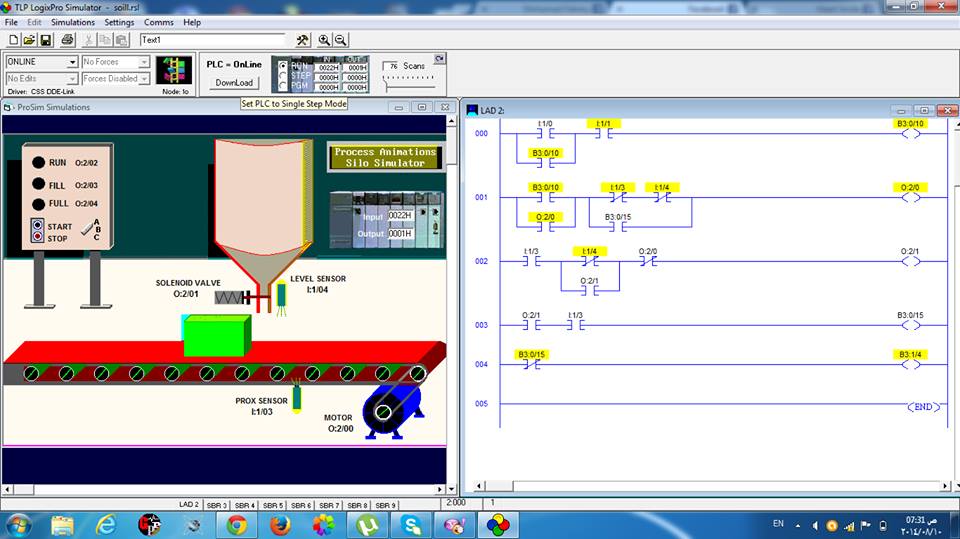 TLP LogixPro Simulator - soill.rsl
File Edit Simulations Settings Comms Help
Text1
ONLINE
No Forces
No Edits
Forces Disabled
Driver: CSS DDE-Link
Node: 1o
PLC = OnLine
DownLoad
RUN
STEP
PGM
IN
OUT
0022H 0001H
0000H 0000H
0000H 0000H
76 Scans
Set PLC to Single Step Mode
ProSim Simulations
RUN O:2/02
FILL O:2/03
FULL O:2/04
START
STOP
A
B
C
Process Animations
Silo Simulator
Input 0022H
Output 0001H
SOLENOID VALVE
O:2/01
LEVEL SENSOR
I:1/04
PROX SENSOR
I:1/03
MOTOR
O:2/00
LAD 2:
000
I:1/0 I:1/1 B3:0/10
B3:0/10
001
B3:0/10 I:1/3 I:1/4 O:2/0
O:2/0 B3:0/15
002
I:1/3 I:1/4 O:2/0 O:2/1
O:2/1
003
O:2/1 I:1/3 B3:0/15
004
B3:0/15 B3:1/4
005
END
LAD 2 SBR 3 SBR 4 SBR 5 SBR 6 SBR 7 SBR 8 SBR 9
2:000 1
EN
07:31 ص
٢٠١٤/٠٨/١٠